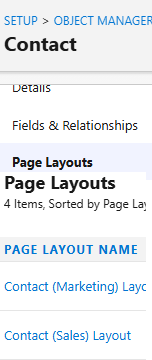 SETUP > OBJECT MANAGER
Contact
Details
Fields & Relationships
Page Layouts
Page Layouts
4 Items, Sorted by Page
PAGE LAYOUT NAME
Contact (Marketing)
Contact (Sales) Layout